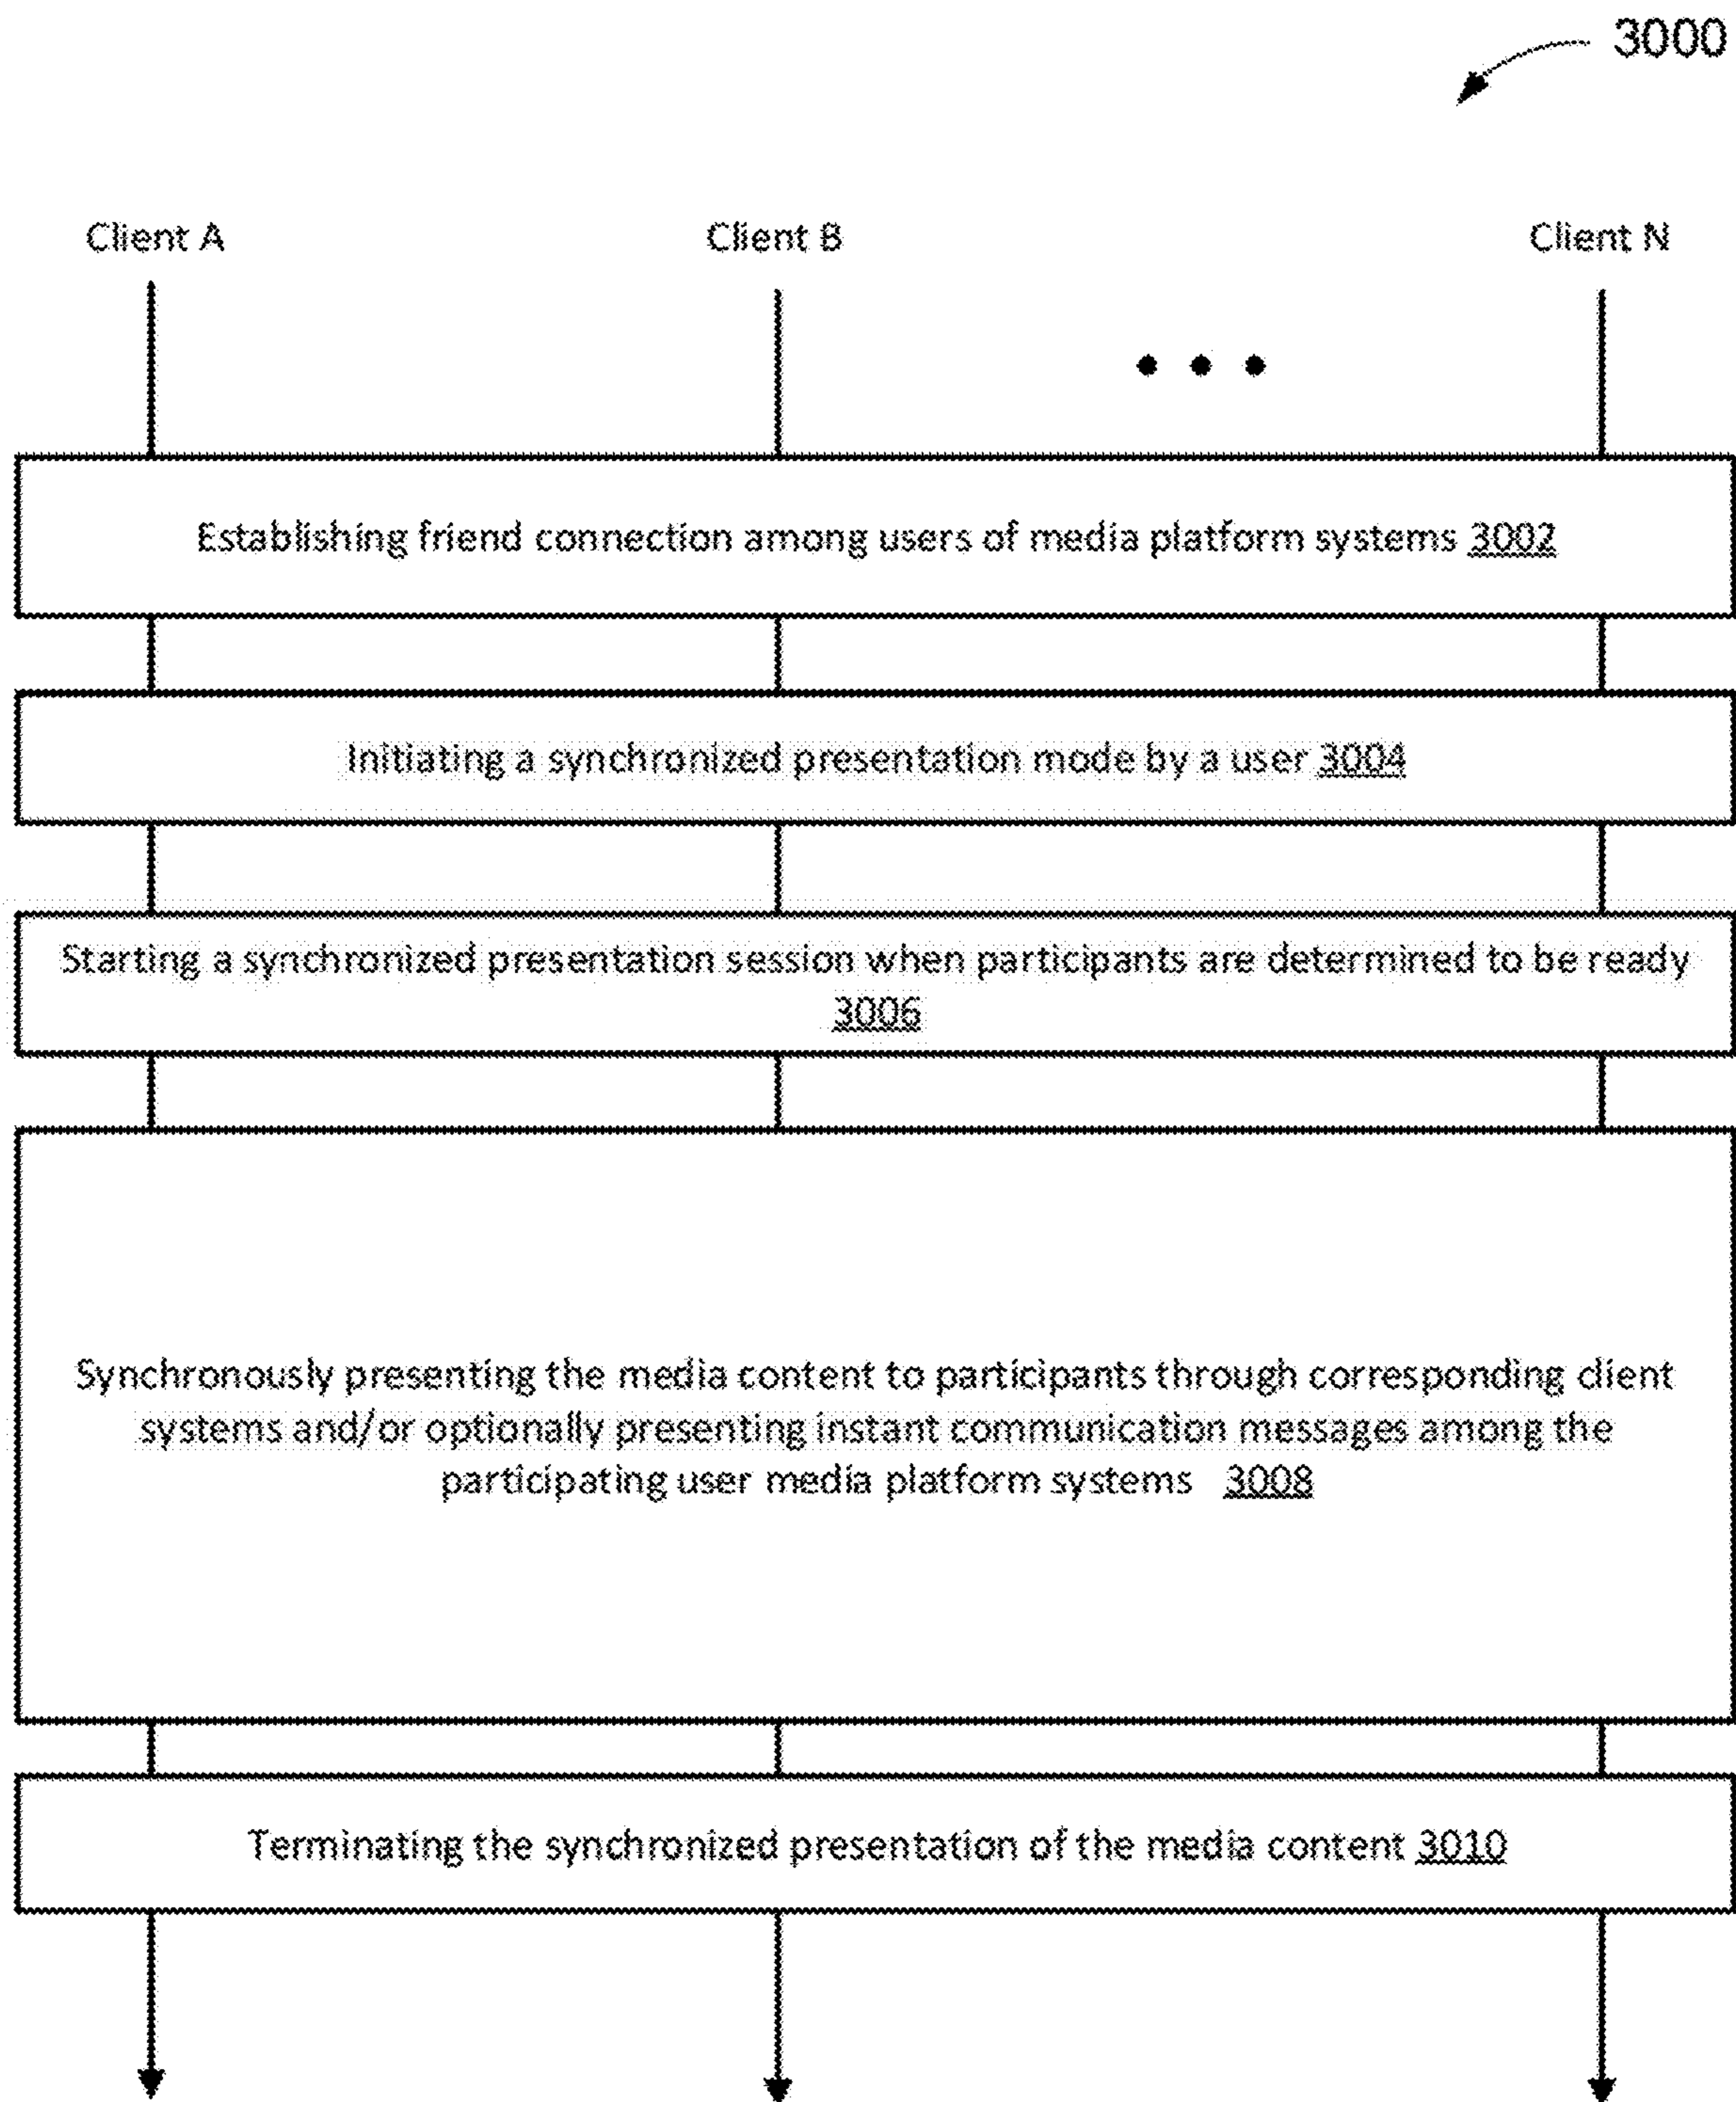 3000
Client A
Client B
Client N
Establishing friend connection among users of media platform systems 3002
Initiating a synchronized presentation mode by a user 3004
Starting a synchronized presentation session when participants are determined to be ready
3006
Synchronously presenting the media content to participants through corresponding client
systems and/or optionally presenting instant communication messages among the
participating user media platform systems 3008
Terminating the synchronized presentation of the media content 3010